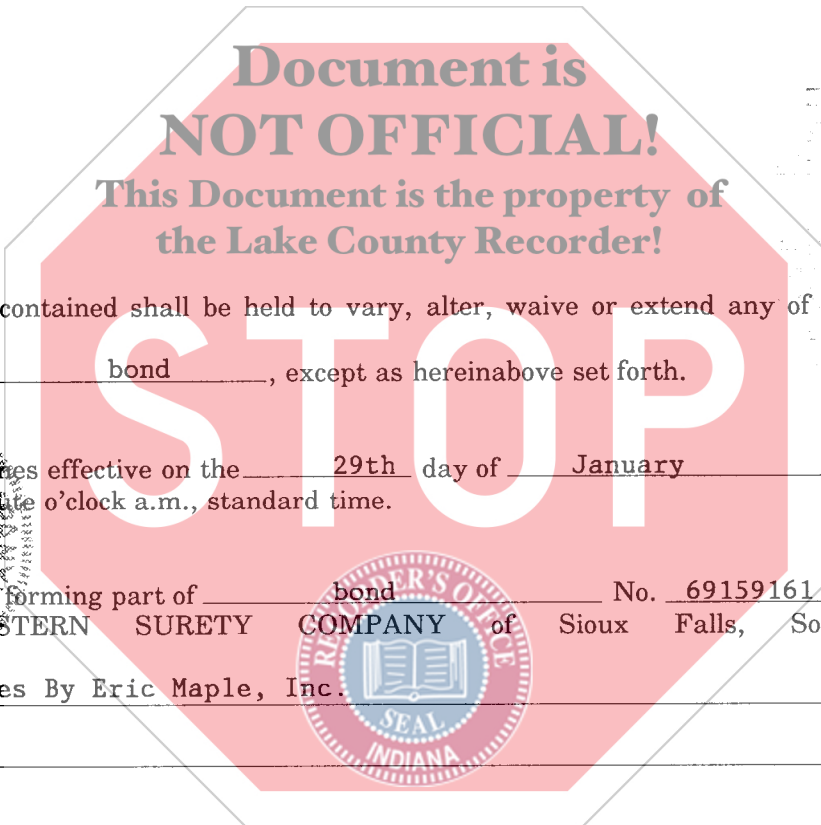 Document is
NOT OFFICIAL!
This Document is the property of
the Lake County Recorder!
STOP
contained shall be held to vary, alter, waive or extend any of
bond, except as hereinabove set forth.
effective on the 29th day of January
o'clock a.m., standard time.
forming part of bond No. 69159161
STERN SURETY COMPANY of Sioux Falls, So
es By Eric Maple, Inc.
RECORDER'S OFFICE
SEAL
INDIANA